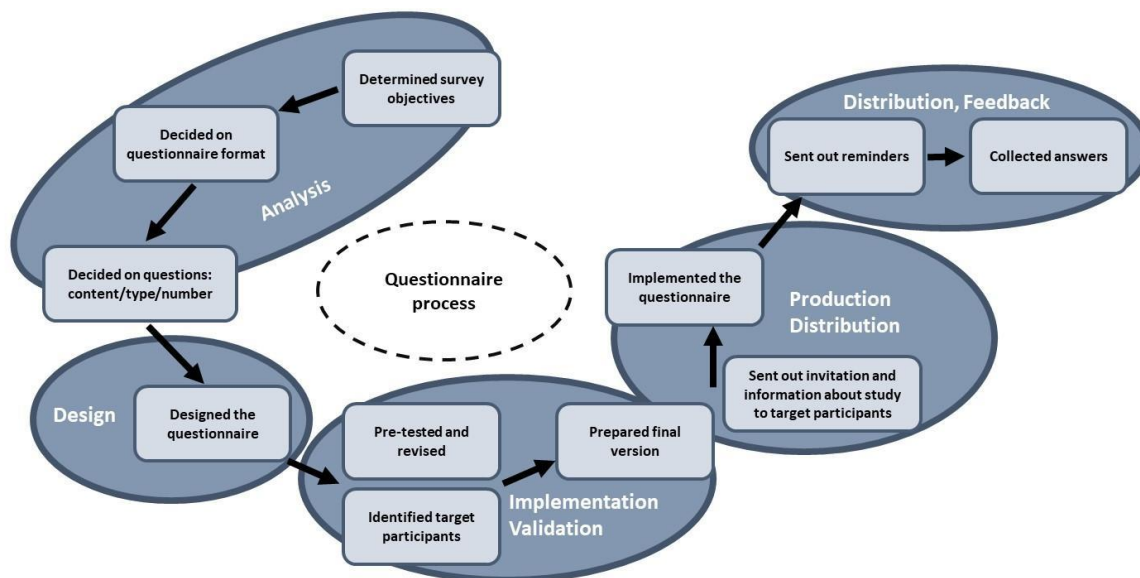 Determined survey
objectives
Decided on
questionnaire format
Analysis
Decided on questions:
content/type/number
Questionnaire
process
Design
Designed the
questionnaire
Pre-tested and
revised
Identified target
participants
Prepared final
version
Implementation
Validation
Sent out invitation and
information about study
to target participants
Implemented the
questionnaire
Production
Distribution
Distribution, Feedback
Sent out reminders
Collected answers